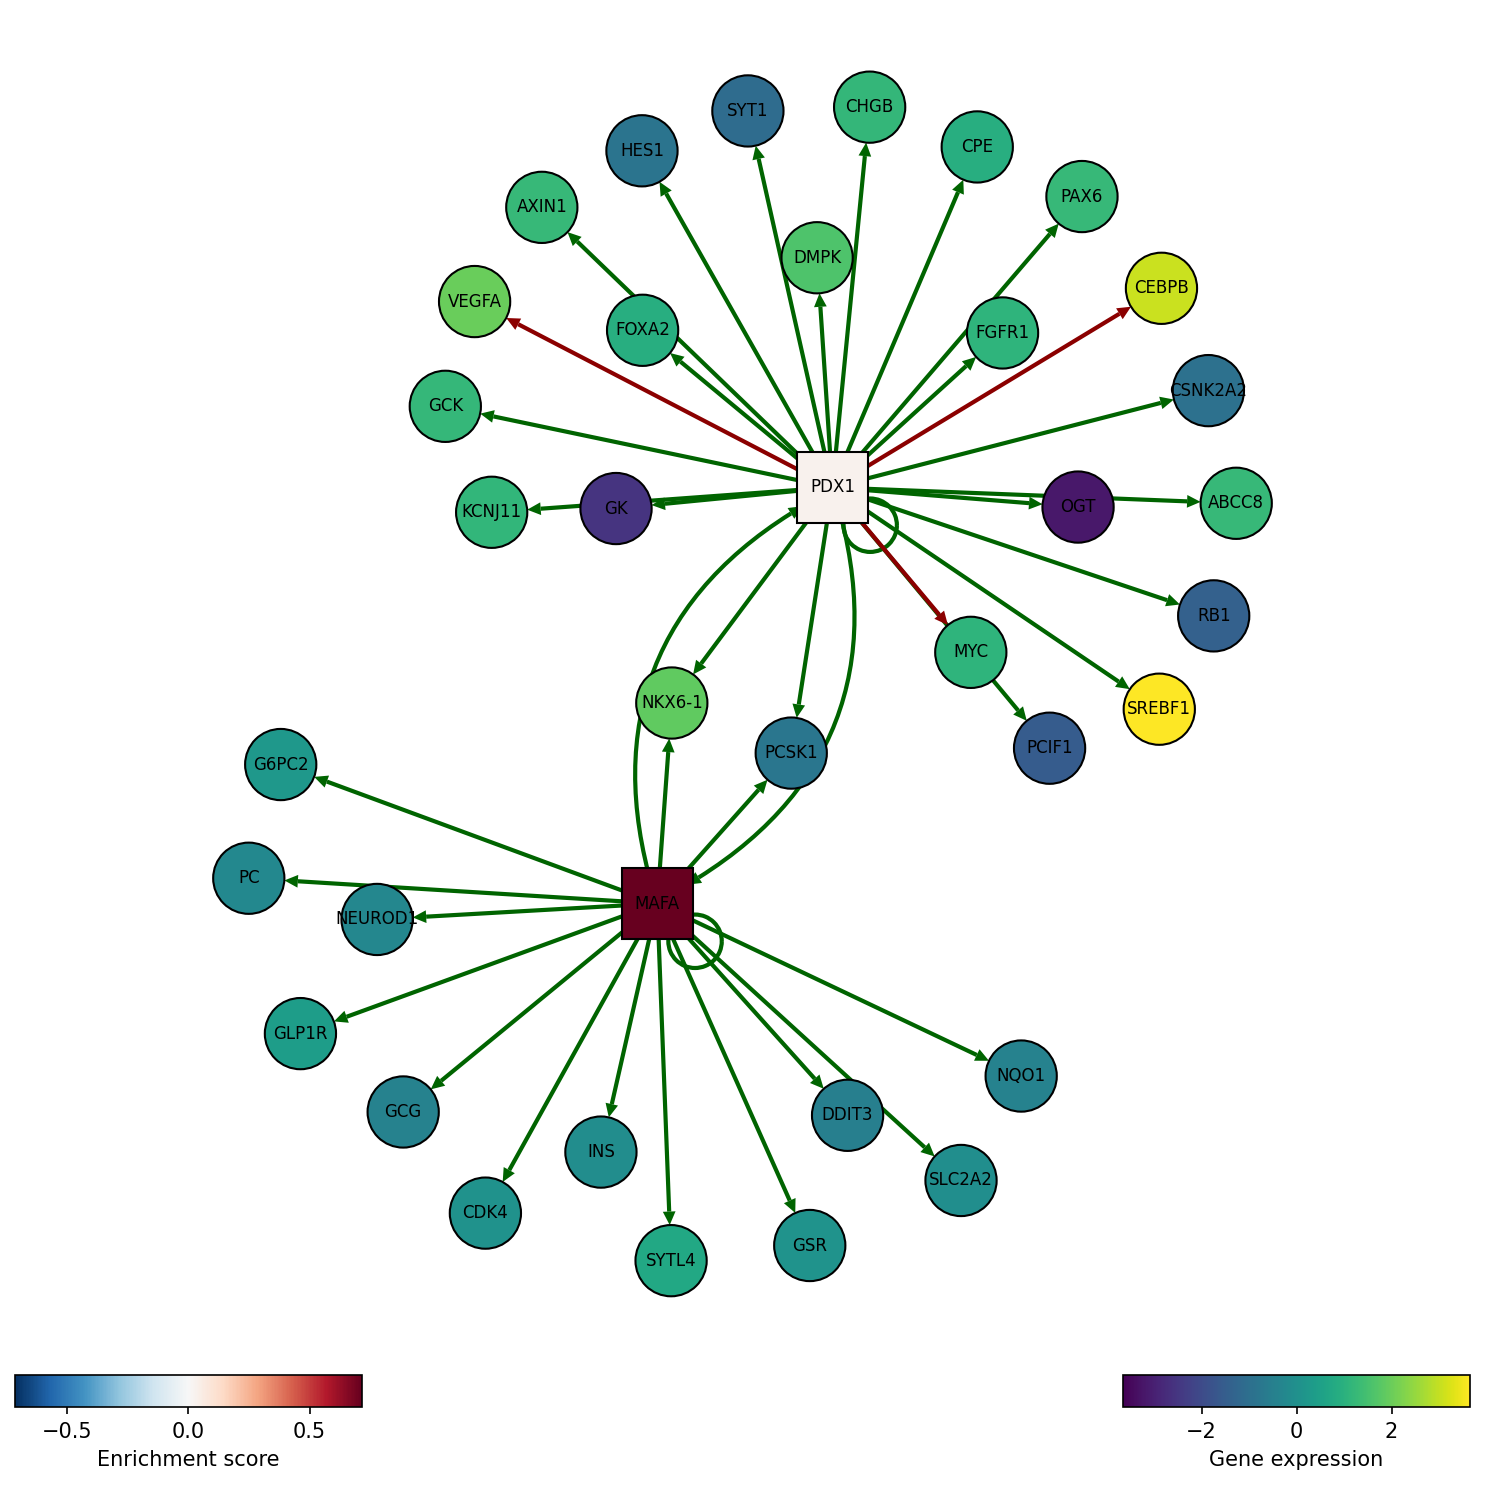 CHGB
SYT1
CPE
HES1
PAX6
AXIN1
DMPK
CEBPB
VEGFA
FOXA2
FGFR1
CSNK2A2
GCK
PDX1
ABCC8
OGT
GK
KCNJ11
RB1
MYC
NKX6-1
SREBF1
PCIF1
PCSK1
G6PC2
PC
MAFA
NEUROD1
GLP1R
NQO1
GCG
DDIT3
INS
SLC2A2
CDK4
GSR
SYTL4
−0.5 0.0 0.5
Enrichment score
−2 0 2
Gene expression